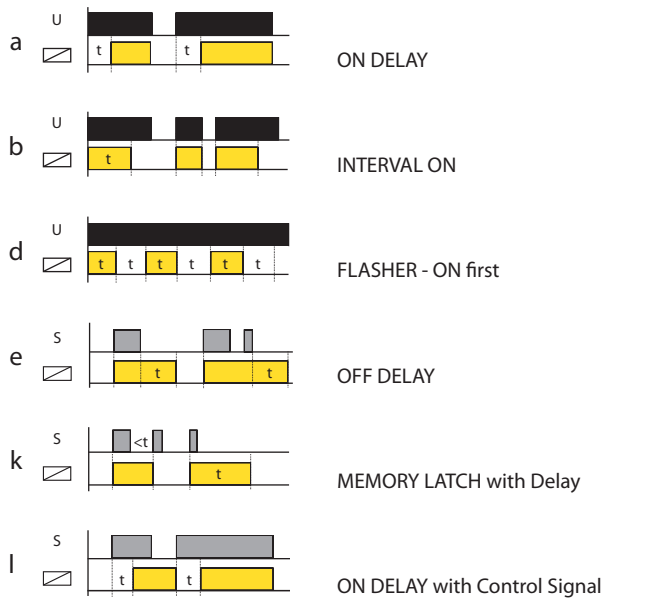 U
a t t
ON DELAY
U
b t
INTERVAL ON
U
d t t t t t t
FLASHER - ON first
S
e t t
OFF DELAY
S
<t
k t
MEMORY LATCH with Delay
S
l t t
ON DELAY with Control Signal